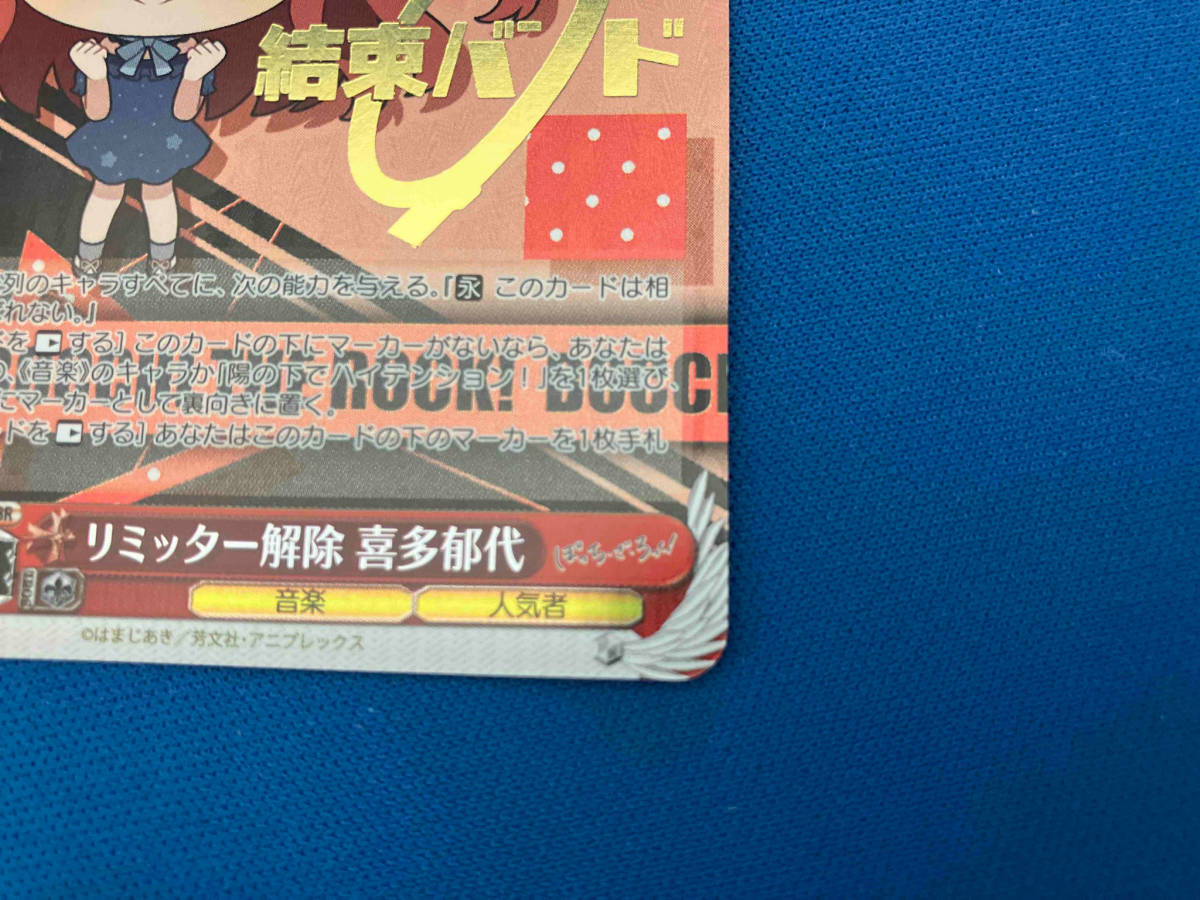 結束バンド
列のキャラすべてに、次の能力を与える。「永 このカードは相
れない。」
を する] このカードの下にマーカーがないなら、あなたは
、《音楽》のキャラか「陽の下でハイテンション！」を1枚選び、
にマーカーとして裏向きに置く。
ROCK! BOCCH
ドを する] あなたはこのカードの下のマーカーを1枚手札
リミッター解除 喜多郁代
ぼっち・ざ・ろっく!
音楽 人気者
©はまじあき／芳文社・アニプレックス